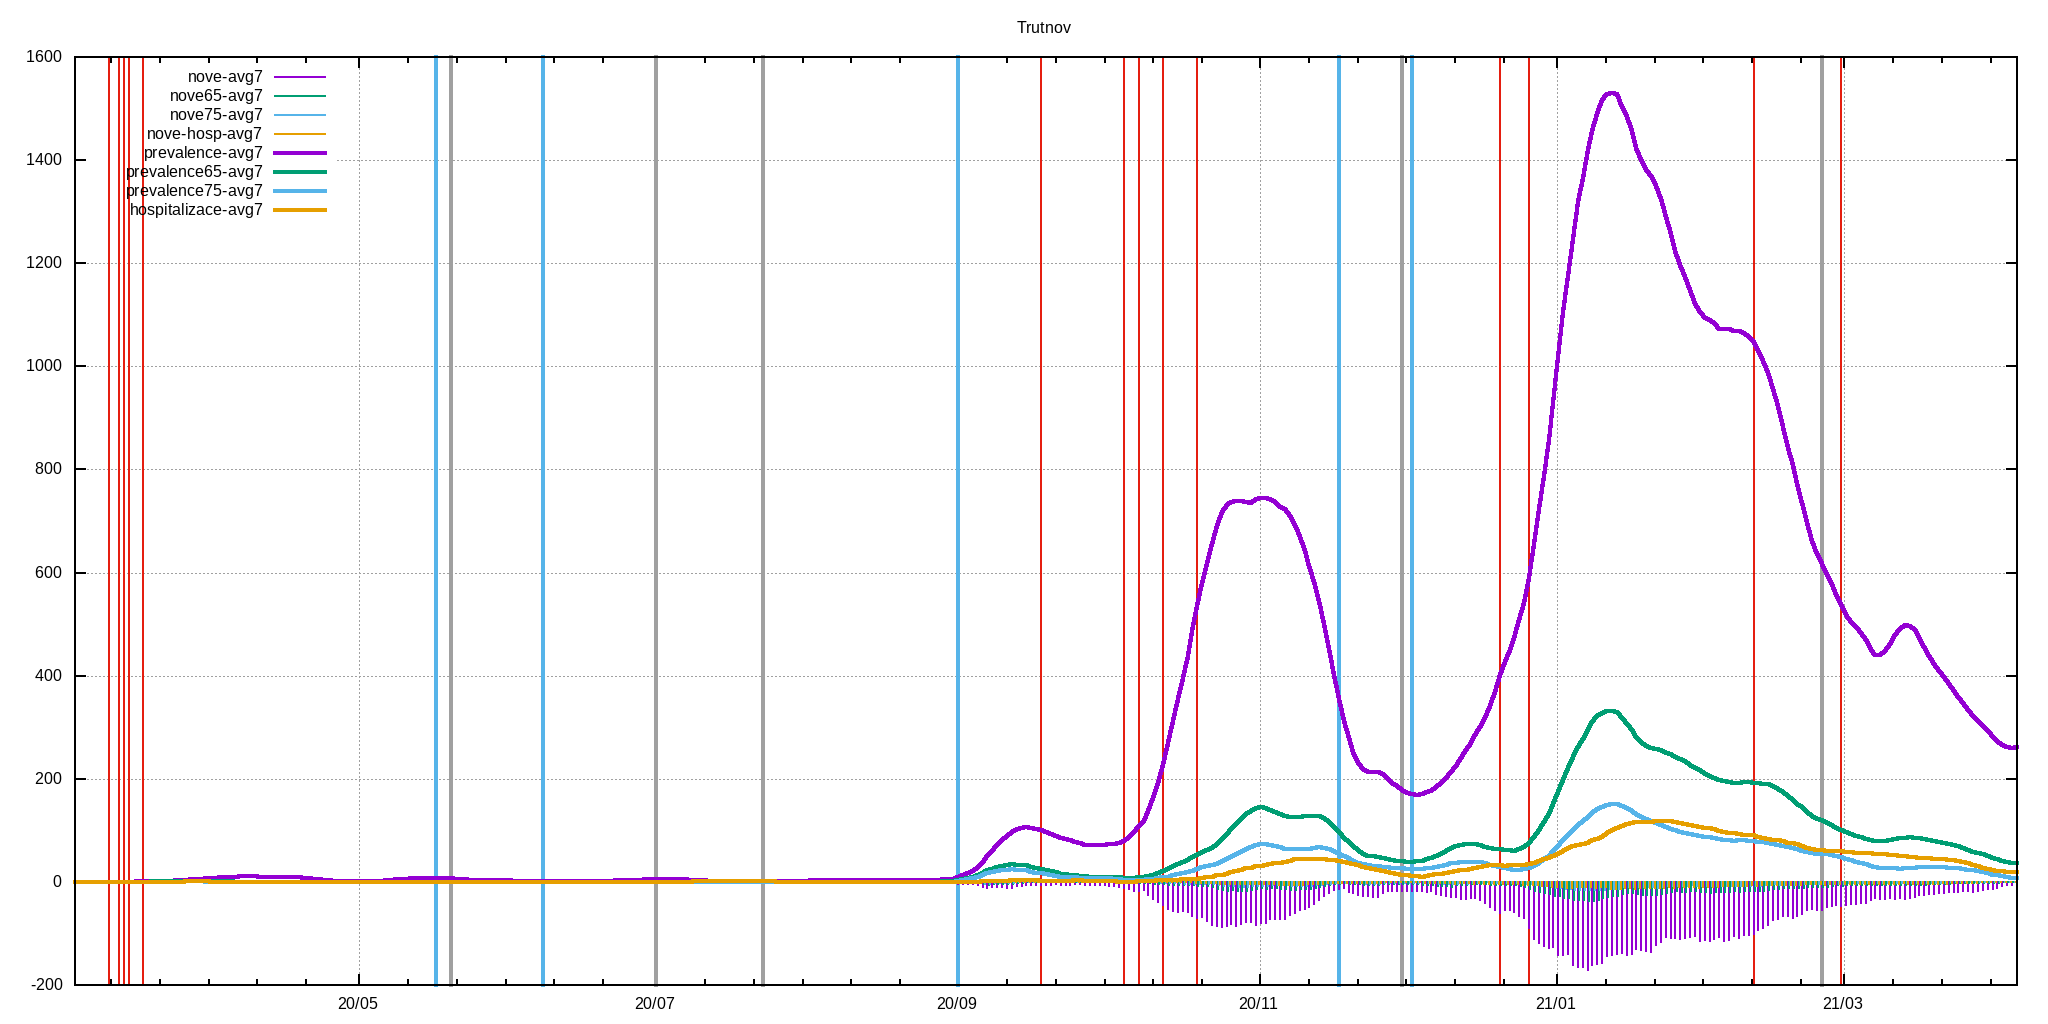 Trutnov
1600
1400
1200
1000
800
600
400
200
0
-200
nove-avg7
nove65-avg7
nove75-avg7
nove-hosp-avg7
prevalence-avg7
prevalence65-avg7
prevalence75-avg7
hospitalizace-avg7
20/05
20/07
20/09
20/11
21/01
21/03